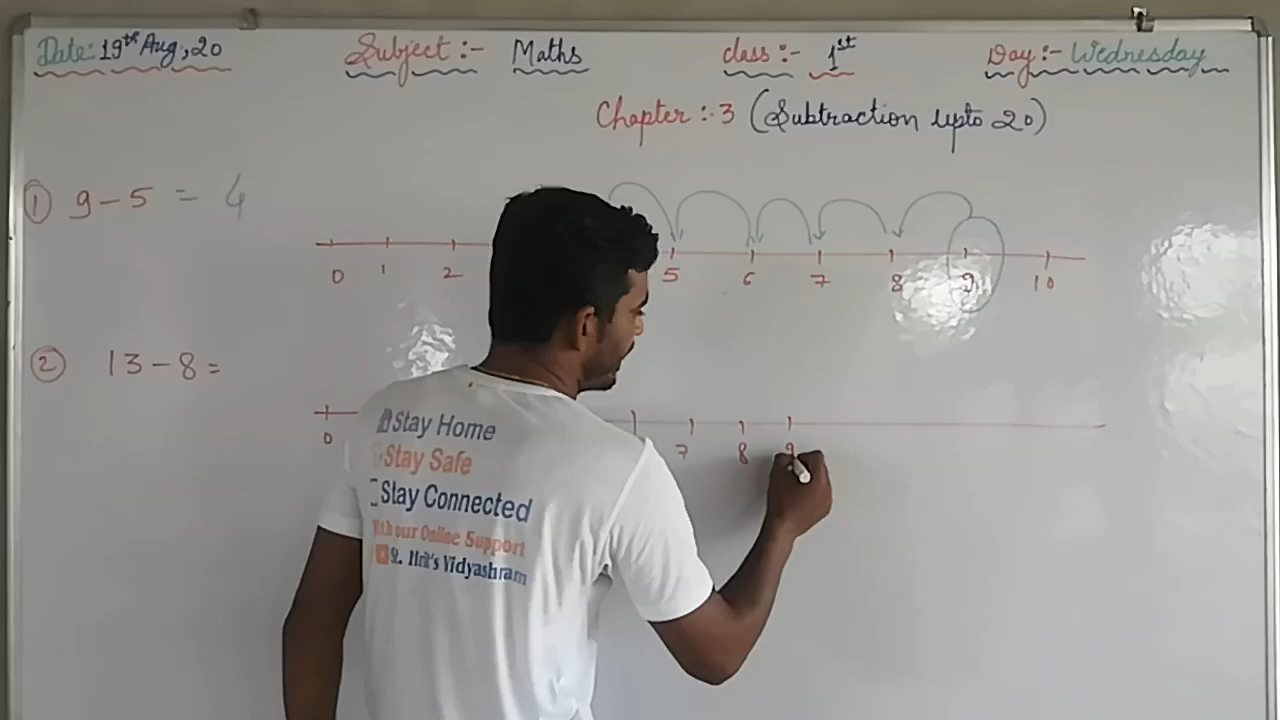 Date: 19th Aug, 20 Subject :- Maths class :- 1st Day :- Wednesday
Chapter :- 3 (Subtraction upto 20)
① 9 - 5 = 4
0 1 2 5 6 7 8 9 10
② 13 - 8 =
0 7 8 9
Stay Home
Stay Safe
Stay Connected
With our Online Support
St. Hrit's Vidyashram